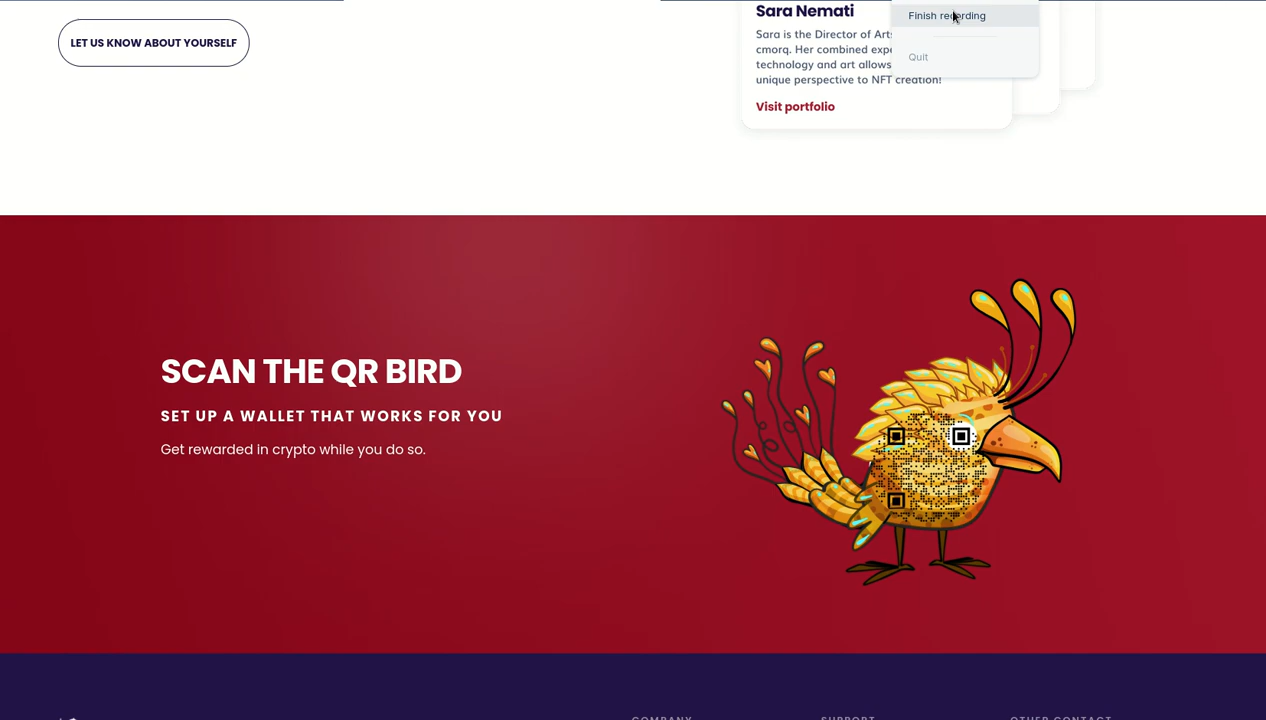 LET US KNOW ABOUT YOURSELF
Sara Nemati
Sara is the Director of Arts
cmorq. Her combined expe
technology and art allows
unique perspective to NFT creation!
Visit portfolio
Finish recording
Quit
SCAN THE QR BIRD
SET UP A WALLET THAT WORKS FOR YOU
Get rewarded in crypto while you do so.
COMPANY
SUPPORT
OTHER CONTACT